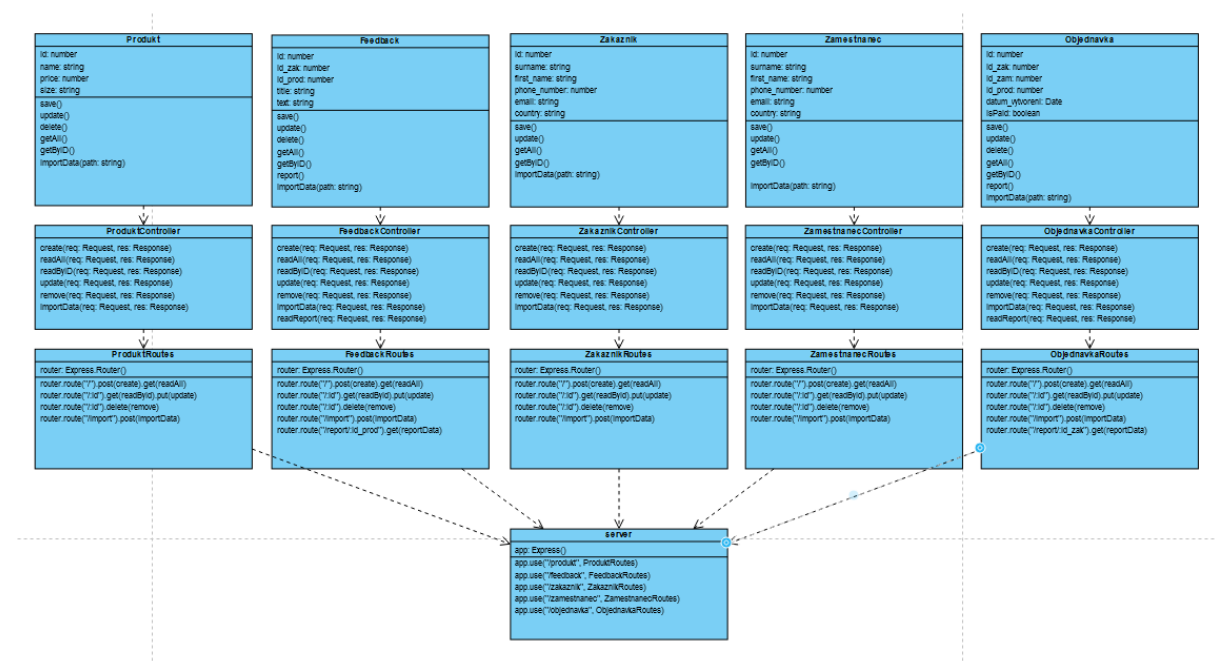 Produkt
id: number
name: string
price: number
size: string
save()
update()
delete()
getAll()
getByID()
importData(path: string)
Feedback
id: number
id_zak: number
id_prod: number
title: string
text: string
save()
update()
delete()
getAll()
getByID()
report()
importData(path: string)
Zakaznik
id: number
surname: string
first_name: string
phone_number: number
email: string
country: string
save()
update()
getAll()
getByID()
importData(path: string)
Zamestnanec
id: number
surname: string
first_name: string
phone_number: number
email: string
country: string
save()
update()
getAll()
getByID()
importData(path: string)
Objednavka
id: number
id_zak: number
id_zam: number
id_prod: number
datum_vytvoreni: Date
isPaid: boolean
save()
update()
delete()
getAll()
getByID()
report()
importData(path: string)
ProduktController
create(req: Request, res: Response)
readAll(req: Request, res: Response)
readByID(req: Request, res: Response)
update(req: Request, res: Response)
remove(req: Request, res: Response)
importData(req: Request, res: Response)
FeedbackController
create(req: Request, res: Response)
readAll(req: Request, res: Response)
readByID(req: Request, res: Response)
update(req: Request, res: Response)
remove(req: Request, res: Response)
importData(req: Request, res: Response)
readReport(req: Request, res: Response)
ZakaznikController
create(req: Request, res: Response)
readAll(req: Request, res: Response)
readByID(req: Request, res: Response)
update(req: Request, res: Response)
remove(req: Request, res: Response)
importData(req: Request, res: Response)
ZamestnanecController
create(req: Request, res: Response)
readAll(req: Request, res: Response)
readByID(req: Request, res: Response)
update(req: Request, res: Response)
remove(req: Request, res: Response)
importData(req: Request, res: Response)
ObjednavkaController
create(req: Request, res: Response)
readAll(req: Request, res: Response)
readByID(req: Request, res: Response)
update(req: Request, res: Response)
remove(req: Request, res: Response)
importData(req: Request, res: Response)
readReport(req: Request, res: Response)
ProduktRoutes
router: Express.Router()
router.route("/").post(create).get(readAll)
router.route("/:id").get(readById).put(update)
router.route("/:id").delete(remove)
router.route("/import").post(importData)
FeedbackRoutes
router: Express.Router()
router.route("/").post(create).get(readAll)
router.route("/:id").get(readById).put(update)
router.route("/:id").delete(remove)
router.route("/import").post(importData)
router.route("/report/:id_prod").get(reportData)
ZakaznikRoutes
router: Express.Router()
router.route("/").post(create).get(readAll)
router.route("/:id").get(readById).put(update)
router.route("/:id").delete(remove)
router.route("/import").post(importData)
ZamestnanecRoutes
router: Express.Router()
router.route("/").post(create).get(readAll)
router.route("/:id").get(readById).put(update)
router.route("/:id").delete(remove)
router.route("/import").post(importData)
ObjednavkaRoutes
router: Express.Router()
router.route("/").post(create).get(readAll)
router.route("/:id").get(readById).put(update)
router.route("/:id").delete(remove)
router.route("/import").post(importData)
router.route("/report/:id_zak").get(reportData)
server
app: Express()
app.use("/produkt", ProduktRoutes)
app.use("/feedback", FeedbackRoutes)
app.use("/zakaznik", ZakaznikRoutes)
app.use("/zamestnanec", ZamestnanecRoutes)
app.use("/objednavka", ObjednavkaRoutes)